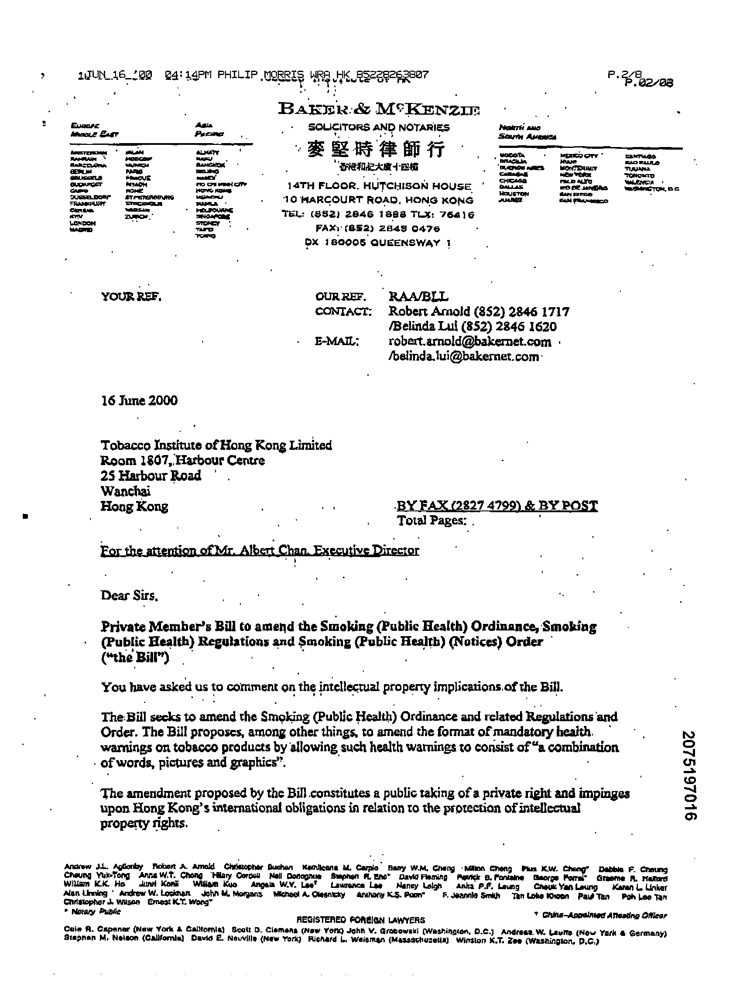 1JUN_16_'00 04:14PM PHILIP MORRIS WRA HK 85228263807 P.2/8
P.02/08
BAKER & McKENZIE
SOLICITORS AND NOTARIES
麥堅時律師行
14TH FLOOR, HUTCHISON HOUSE
10 HARCOURT ROAD, HONG KONG
TEL: (852) 2846 1888 TLX: 76416
FAX: (852) 2845 0476
DX 180005 QUEENSWAY 1
EUROPE
MIDDLE EAST
AMSTERDAM
BAHRAIN
BARCELONA
BERLIN
BRUSSELS
BUDAPEST
CAIRO
DUSSELDORF
FRANKFURT
GENEVA
KYIV
LONDON
MADRID
MILAN
MOSCOW
MUNICH
PARIS
PRAGUE
RIYADH
ROME
ST PETERSBURG
STOCKHOLM
WARSAW
ZURICH
ASIA
PACIFIC
ALMATY
BAKU
BANGKOK
BEIJING
HANOI
HO CHI MINH CITY
HONG KONG
MANILA
MELBOURNE
SINGAPORE
SYDNEY
TAIPEI
TOKYO
NORTH AND
SOUTH AMERICA
BOGOTA
BRASILIA
BUENOS AIRES
CARACAS
CHICAGO
DALLAS
HOUSTON
JUAREZ
MEXICO CITY
MIAMI
MONTERREY
NEW YORK
PALO ALTO
RIO DE JANEIRO
SAN DIEGO
SAN FRANCISCO
SANTIAGO
SAO PAULO
TIJUANA
TORONTO
VALENCIA
WASHINGTON, D.C.
YOUR REF.
OUR REF. RAA/BLL
CONTACT: Robert Arnold (852) 2846 1717
/Belinda Lui (852) 2846 1620
E-MAIL: robert.arnold@bakernet.com
/belinda.lui@bakernet.com
16 June 2000
Tobacco Institute of Hong Kong Limited
Room 1807, Harbour Centre
25 Harbour Road
Wanchai
Hong Kong
BY FAX (2827 4799) & BY POST
Total Pages:
For the attention of Mr. Albert Chan, Executive Director
Dear Sirs,
Private Member's Bill to amend the Smoking (Public Health) Ordinance, Smoking
(Public Health) Regulations and Smoking (Public Health) (Notices) Order
("the Bill")
You have asked us to comment on the intellectual property implications of the Bill.
The Bill seeks to amend the Smoking (Public Health) Ordinance and related Regulations and
Order. The Bill proposes, among other things, to amend the format of mandatory health
warnings on tobacco products by allowing such health warnings to consist of "a combination
of words, pictures and graphics".
The amendment proposed by the Bill constitutes a public taking of a private right and impinges
upon Hong Kong's international obligations in relation to the protection of intellectual
property rights.
2075197016
Andrew J.L. Aglionby Robert A. Arnold Christopher Buchan Kenlicens M. Carpio Barry W.M. Cheng Milton Cheng Pius K.W. Cheng* Debbie F. Cheung
Cheung Yuk-Tong Anna W.T. Chong Hilary Cordell Neil Donoghue Stephen R. Eno* David Fleming Patrick B. Fontaine George Forrai* Graeme R. Halford
William K.K. Ho Junel Konii William Kuo Angela W.Y. Lee† Lawrence Lee Nancy Leigh Anita P.F. Leung Cheuk Yan Leung Karen L. Linker
Alan Linning Andrew W. Lockhart John M. Morgans Michael A. Olesnicky Anthony K.S. Poon* F. Jeannie Smith Tan Loke Khoon Paul Tan Poh Lee Tan
Christopher J. Wilson Ernest K.T. Wong*
* Notary Public † China-Appointed Attesting Officer
REGISTERED FOREIGN LAWYERS
Cole R. Capener (New York & California) Scott D. Clemens (New York) John V. Grobowski (Washington, D.C.) Andreas W. Lauffs (New York & Germany)
Stephen M. Nelson (California) David E. Neuville (New York) Richard L. Weisman (Massachusetts) Winston K.T. Zee (Washington, D.C.)